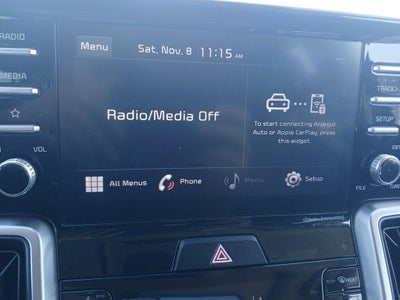 RADIO
Menu
Sat, Nov. 8 11:15 AM
MEDIA
TRACK
Radio/Media Off
To start connecting Android
Auto or Apple CarPlay, press
this widget.
SETUP
VOL
All Menus
Phone
Media
Setup
FILE
TUNE